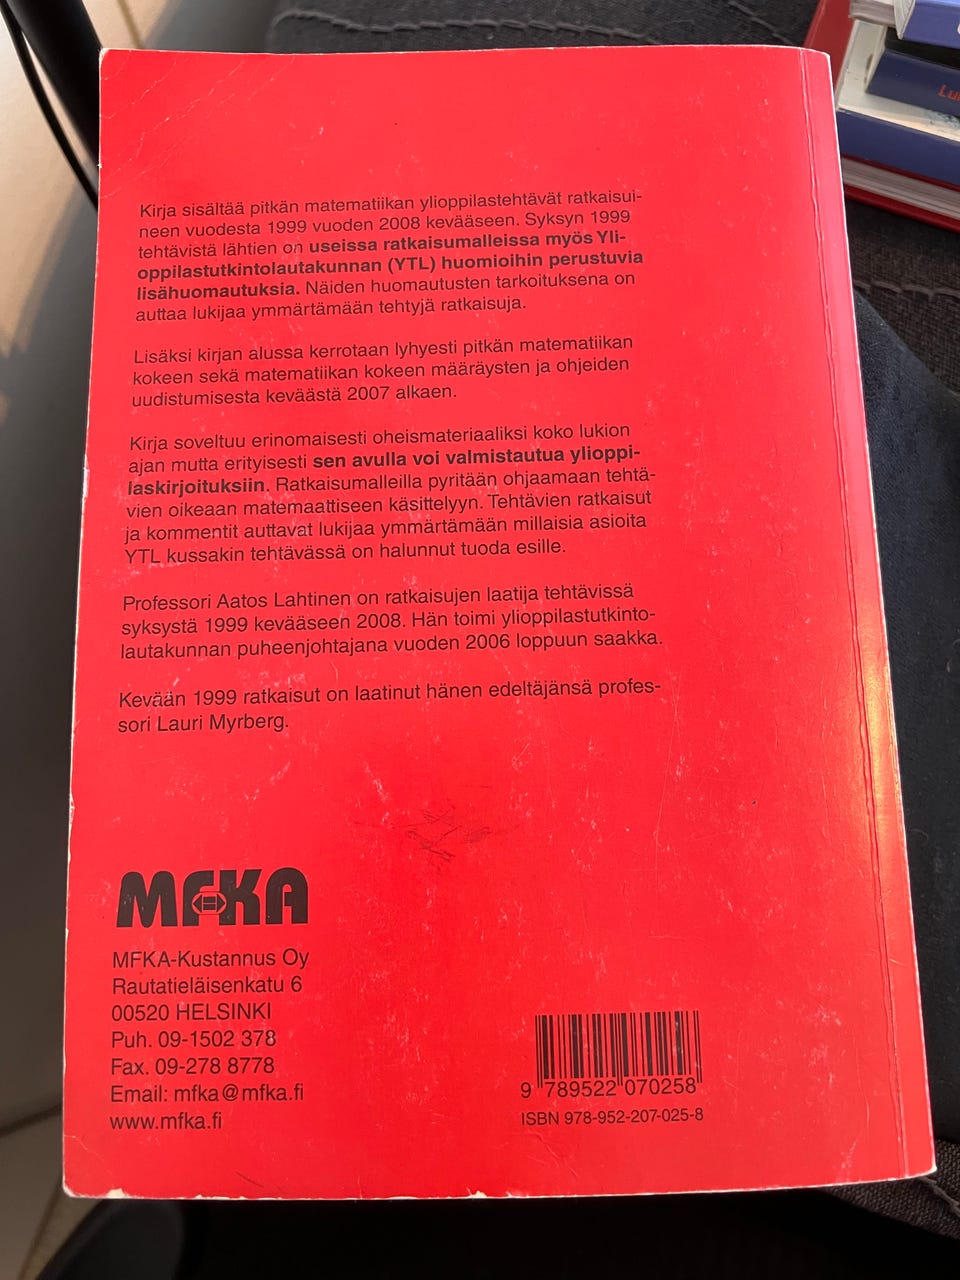 Kirja sisältää pitkän matematiikan ylioppilastehtävät ratkaisui-
neen vuodesta 1999 vuoden 2008 kevääseen. Syksyn 1999
tehtävistä lähtien on useissa ratkaisumalleissa myös Yli-
oppilastutkintolautakunnan (YTL) huomioihin perustuvia
lisähuomautuksia. Näiden huomautusten tarkoituksena on
auttaa lukijaa ymmärtämään tehtyjä ratkaisuja.
Lisäksi kirjan alussa kerrotaan lyhyesti pitkän matematiikan
kokeen sekä matematiikan kokeen määräysten ja ohjeiden
uudistumisesta keväästä 2007 alkaen.
Kirja soveltuu erinomaisesti oheismateriaaliksi koko lukion
ajan mutta erityisesti sen avulla voi valmistautua ylioppi-
laskirjoituksiin. Ratkaisumalleilla pyritään ohjaamaan tehtä-
vien oikeaan matemaattiseen käsittelyyn. Tehtävien ratkaisut
ja kommentit auttavat lukijaa ymmärtämään millaisia asioita
YTL kussakin tehtävässä on halunnut tuoda esille.
Professori Aatos Lahtinen on ratkaisujen laatija tehtävissä
syksystä 1999 kevääseen 2008. Hän toimi ylioppilastutkinto-
lautakunnan puheenjohtajana vuoden 2006 loppuun saakka.
Kevään 1999 ratkaisut on laatinut hänen edeltäjänsä profes-
sori Lauri Myrberg.
MFKA
MFKA-Kustannus Oy
Rautatieläisenkatu 6
00520 HELSINKI
Puh. 09-1502 378
Fax. 09-278 8778
Email: mfka@mfka.fi
www.mfka.fi
9 789522 070258
ISBN 978-952-207-025-8